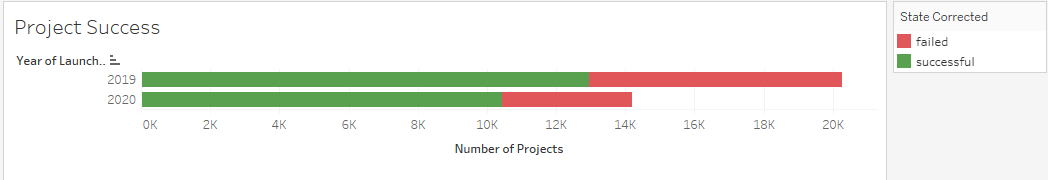 Project Success
Year of Launch..
2019
2020
0K 2K 4K 6K 8K 10K 12K 14K 16K 18K 20K
Number of Projects
State Corrected
failed
successful